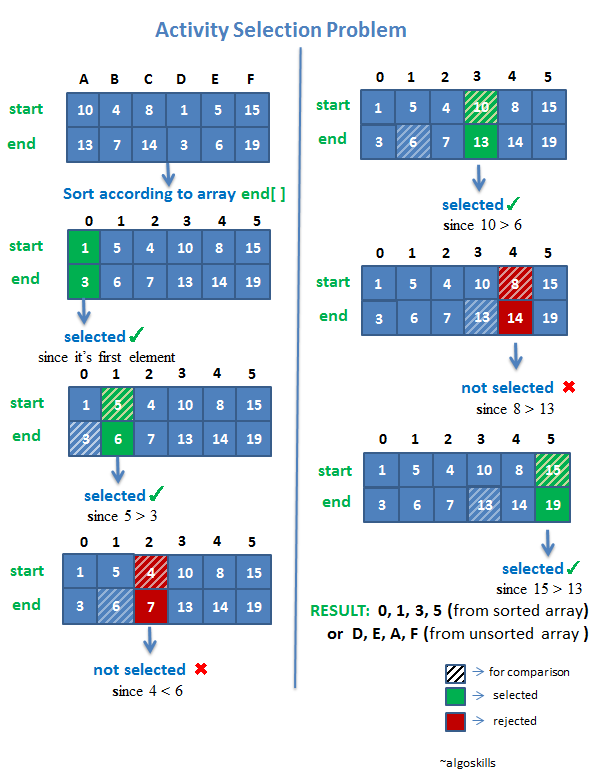 Activity Selection Problem
A B C D E F
start 10 4 8 1 5 15
end 13 7 14 3 6 19
Sort according to array end[ ]
0 1 2 3 4 5
start 1 5 4 10 8 15
end 3 6 7 13 14 19
selected ✓
since it's first element
0 1 2 3 4 5
start 1 5 4 10 8 15
end 3 6 7 13 14 19
selected ✓
since 5 > 3
0 1 2 3 4 5
start 1 5 4 10 8 15
end 3 6 7 13 14 19
not selected ✖
since 4 < 6
0 1 2 3 4 5
start 1 5 4 10 8 15
end 3 6 7 13 14 19
selected ✓
since 10 > 6
0 1 2 3 4 5
start 1 5 4 10 8 15
end 3 6 7 13 14 19
not selected ✖
since 8 > 13
0 1 2 3 4 5
start 1 5 4 10 8 15
end 3 6 7 13 14 19
selected ✓
since 15 > 13
RESULT: 0, 1, 3, 5 (from sorted array)
or D, E, A, F (from unsorted array )
→ for comparison
→ selected
→ rejected
~algoskills